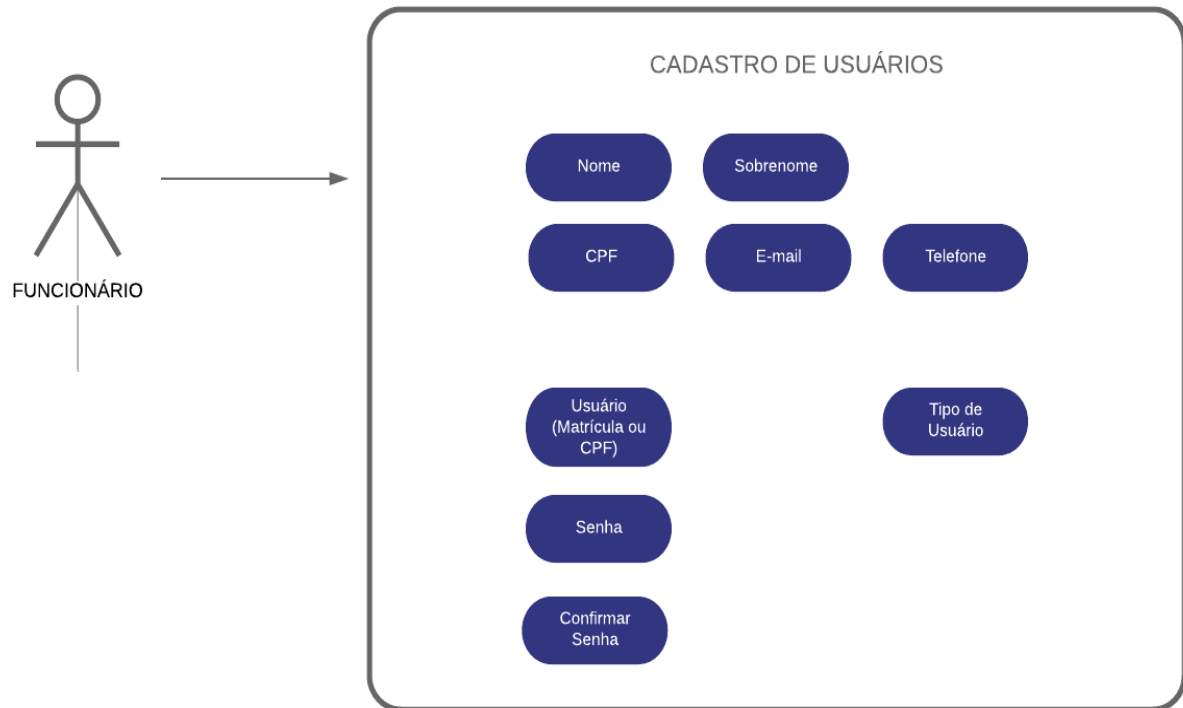 CADASTRO DE USUÁRIOS
Nome
Sobrenome
CPF
E-mail
Telefone
FUNCIONÁRIO
Usuário
(Matrícula ou
CPF)
Tipo de
Usuário
Senha
Confirmar
Senha